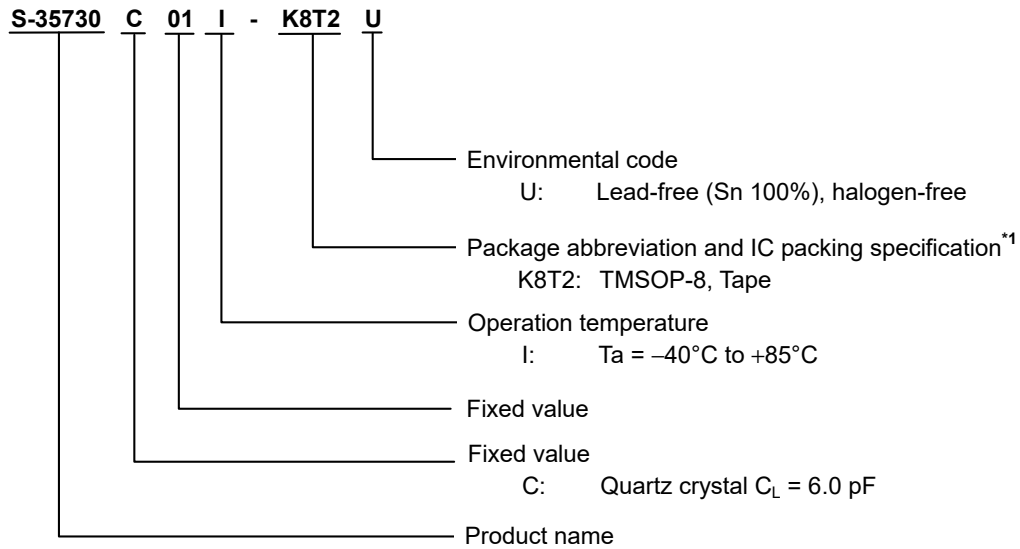 S-35730 C 01 I - K8T2 U
Environmental code
U: Lead-free (Sn 100%), halogen-free
Package abbreviation and IC packing specification*1
K8T2: TMSOP-8, Tape
Operation temperature
I: Ta = −40°C to +85°C
Fixed value
Fixed value
C: Quartz crystal CL = 6.0 pF
Product name